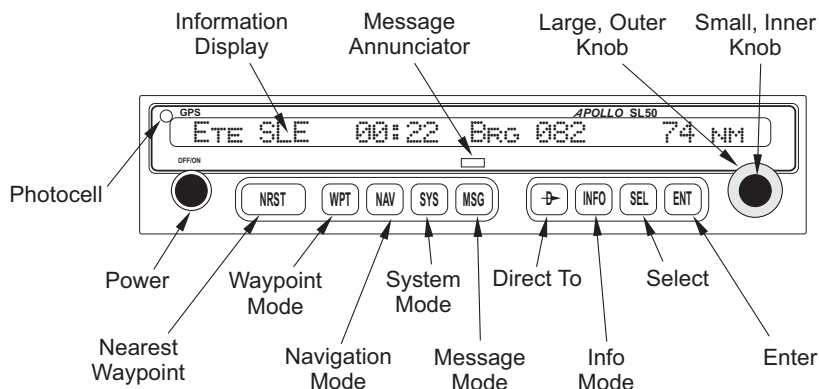 Information Display
Message Annunciator
Large, Outer Knob
Small, Inner Knob
GPS
APOLLO SL50
ETE SLE 00:22 BRG 082 74 NM
OFF/ON
Photocell
NRST
WPT
NAV
SYS
MSG
D
INFO
SEL
ENT
Power
Waypoint Mode
System Mode
Direct To
Select
Nearest Waypoint
Navigation Mode
Message Mode
Info Mode
Enter